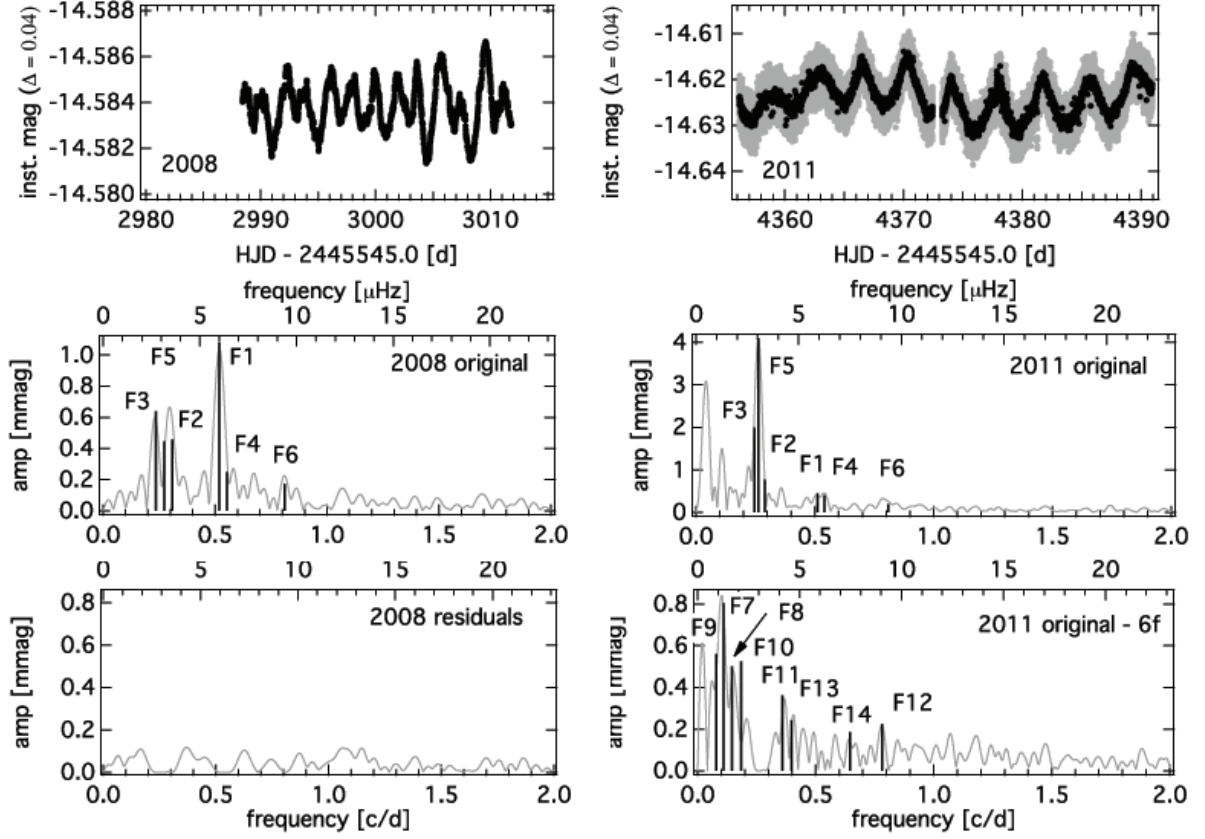 inst. mag (Δ = 0.04)
-14.588
-14.586
-14.584
-14.582
-14.580
2008
2980 2990 3000 3010
HJD - 2445545.0 [d]
inst. mag (Δ = 0.04)
-14.61
-14.62
-14.63
-14.64
2011
4360 4370 4380 4390
HJD - 2445545.0 [d]
frequency [μHz]
0 5 10 15 20
amp [mmag]
1.0
0.8
0.6
0.4
0.2
0.0
F3
F5
F2
F1
F4
F6
2008 original
0.0 0.5 1.0 1.5 2.0
frequency [μHz]
0 5 10 15 20
amp [mmag]
4
3
2
1
0
F3
F5
F2
F1
F4
F6
2011 original
0.0 0.5 1.0 1.5 2.0
0 5 10 15 20
amp [mmag]
0.8
0.6
0.4
0.2
0.0
2008 residuals
0.0 0.5 1.0 1.5 2.0
frequency [c/d]
0 5 10 15 20
amp [mmag]
0.8
0.6
0.4
0.2
0.0
F9
F7
F8
F10
F11
F13
F14
F12
2011 original - 6f
0.0 0.5 1.0 1.5 2.0
frequency [c/d]